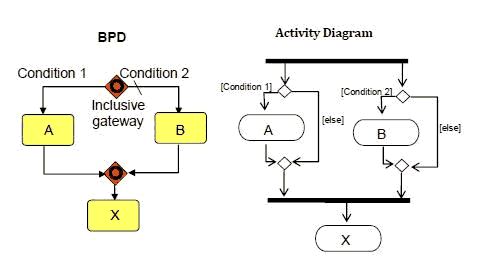 BPD
Condition 1
Condition 2
Inclusive
gateway
A
B
X
Activity Diagram
[Condition 1]
[Condition 2]
A
[else]
B
[else]
X